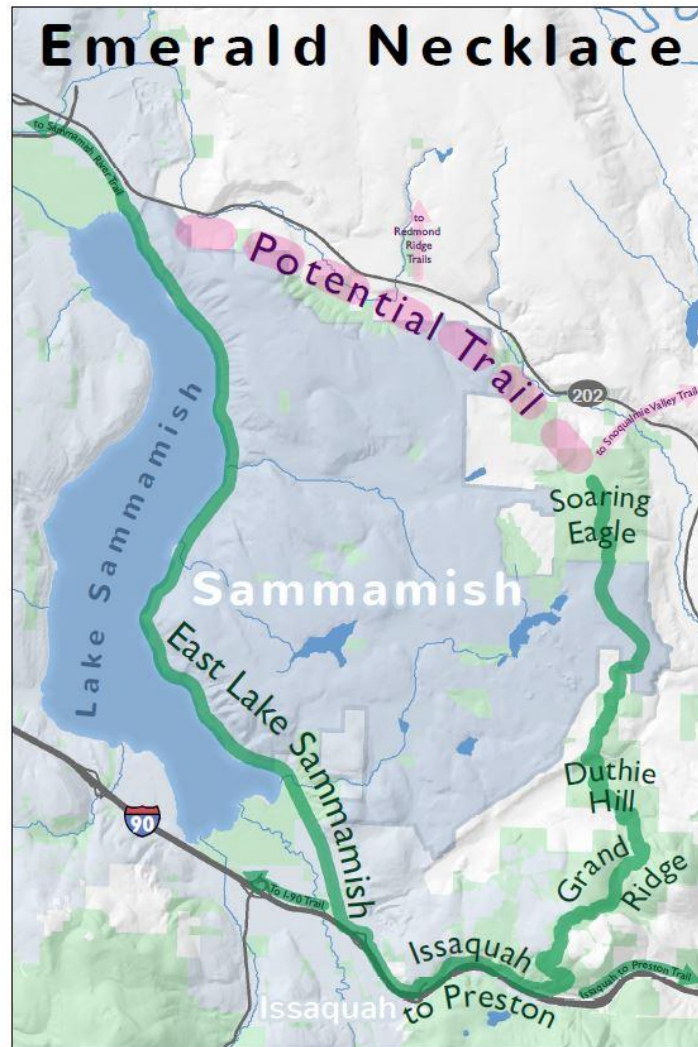 Emerald Necklace
to Sammamish River Trail
to
Redmond
Ridge
Trails
Potential Trail
202
to Snoqualmie Valley Trail
Soaring
Eagle
Lake Sammamish
Sammamish
East Lake Sammamish
Duthie
Hill
90
Grand
Ridge
To I-90 Trail
Issaquah
to Preston
Issaquah to Preston Trail
Issaquah